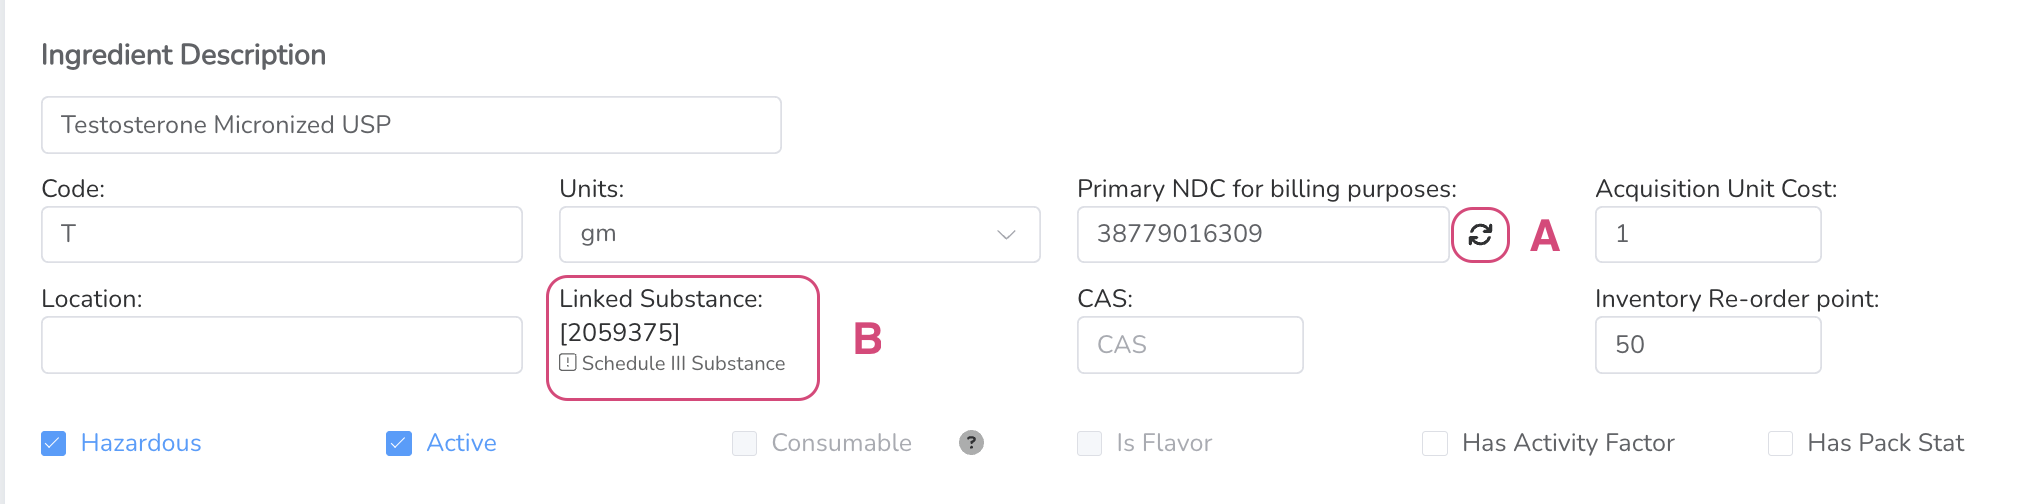 Ingredient Description
Testosterone Micronized USP
Code: Units: Primary NDC for billing purposes: Acquisition Unit Cost:
T gm 38779016309 A 1
Location: Linked Substance: CAS: Inventory Re-order point:
[2059375] B CAS 50
! Schedule III Substance
Hazardous Active Consumable ? Is Flavor Has Activity Factor Has Pack Stat